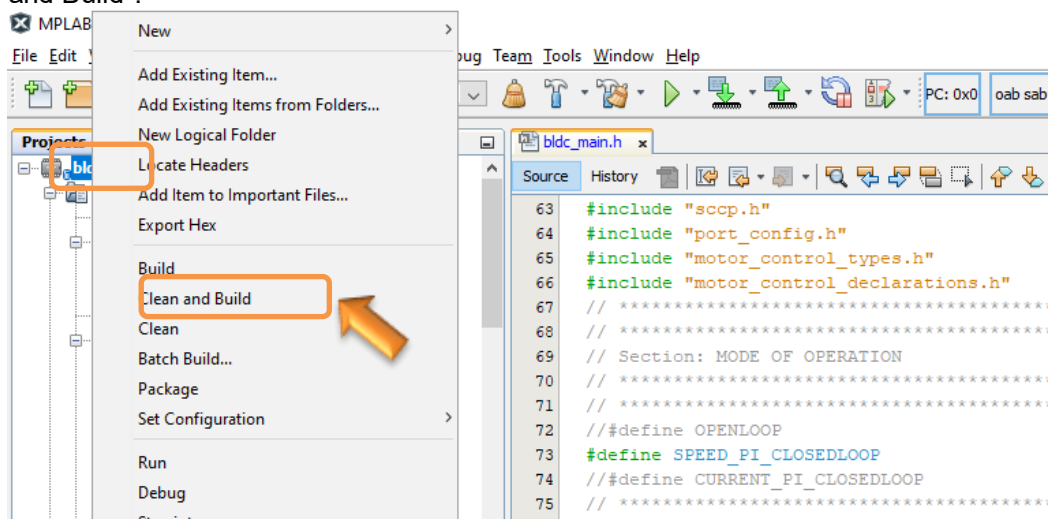 and Build".
MPLAB
File Edit
bug Team Tools Window Help
PC: 0x0 oab sab
Projects
bldc
New
Add Existing Item...
Add Existing Items from Folders...
New Logical Folder
Locate Headers
Add Item to Important Files...
Export Hex
Build
Clean and Build
Clean
Batch Build...
Package
Set Configuration
Run
Debug
bldc_main.h x
Source History
63 #include "sccp.h"
64 #include "port_config.h"
65 #include "motor_control_types.h"
66 #include "motor_control_declarations.h"
67 // ****************************************
68 // ****************************************
69 // Section: MODE OF OPERATION
70 // ****************************************
71 // ****************************************
72 //#define OPENLOOP
73 #define SPEED_PI_CLOSEDLOOP
74 //#define CURRENT_PI_CLOSEDLOOP
75 // ****************************************